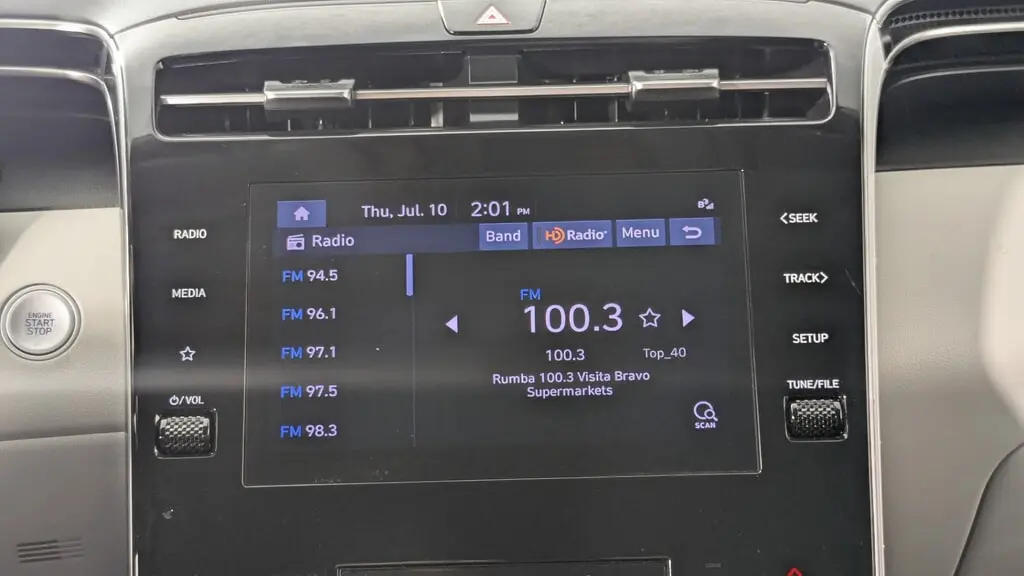 Thu, Jul. 10 2:01 PM
Radio Band HD Radio Menu
FM 94.5
FM 96.1
FM 97.1
FM 97.5
FM 98.3
FM
100.3
100.3 Top_40
Rumba 100.3 Visita Bravo
Supermarkets
SCAN
RADIO
MEDIA
/VOL
<SEEK
TRACK>
SETUP
TUNE/FILE
ENGINE
START
STOP